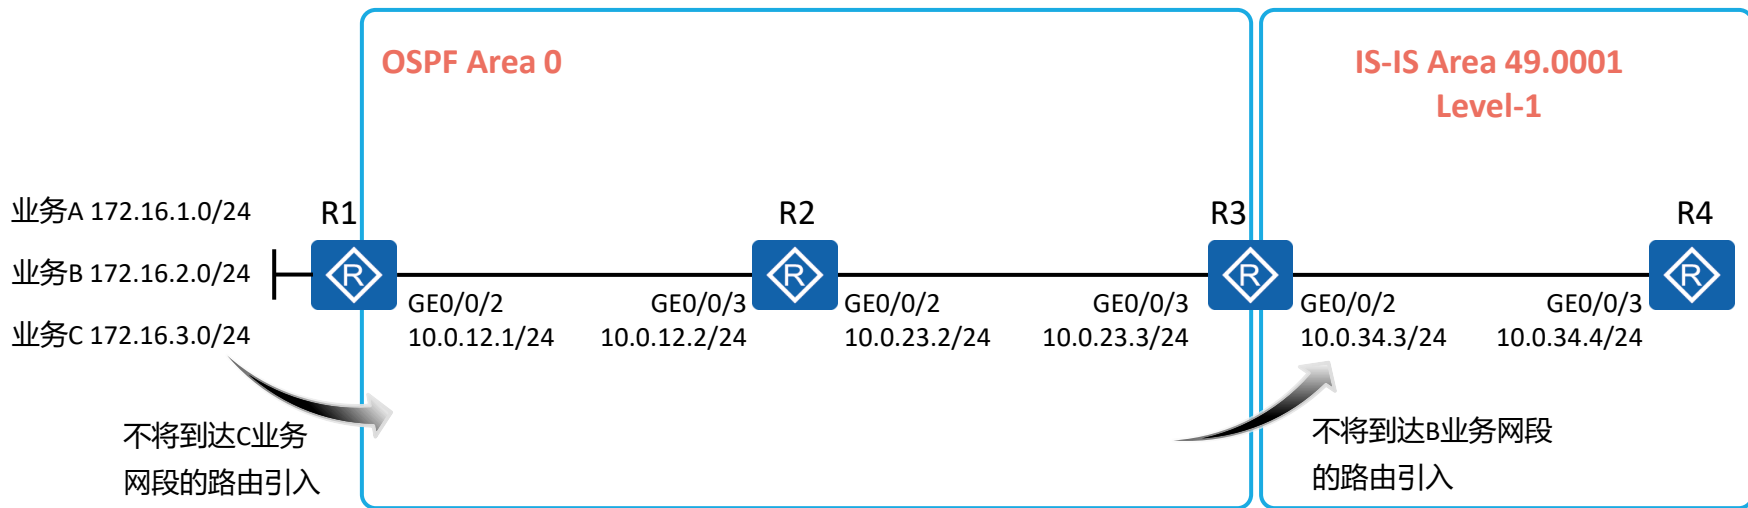 OSPF Area 0
IS-IS Area 49.0001
Level-1
业务A 172.16.1.0/24
业务B 172.16.2.0/24
业务C 172.16.3.0/24
R1
R2
R3
R4
R
R
R
R
GE0/0/2
10.0.12.1/24
GE0/0/3
10.0.12.2/24
GE0/0/2
10.0.23.2/24
GE0/0/3
10.0.23.3/24
GE0/0/2
10.0.34.3/24
GE0/0/3
10.0.34.4/24
不将到达C业务
网段的路由引入
不将到达B业务网段
的路由引入